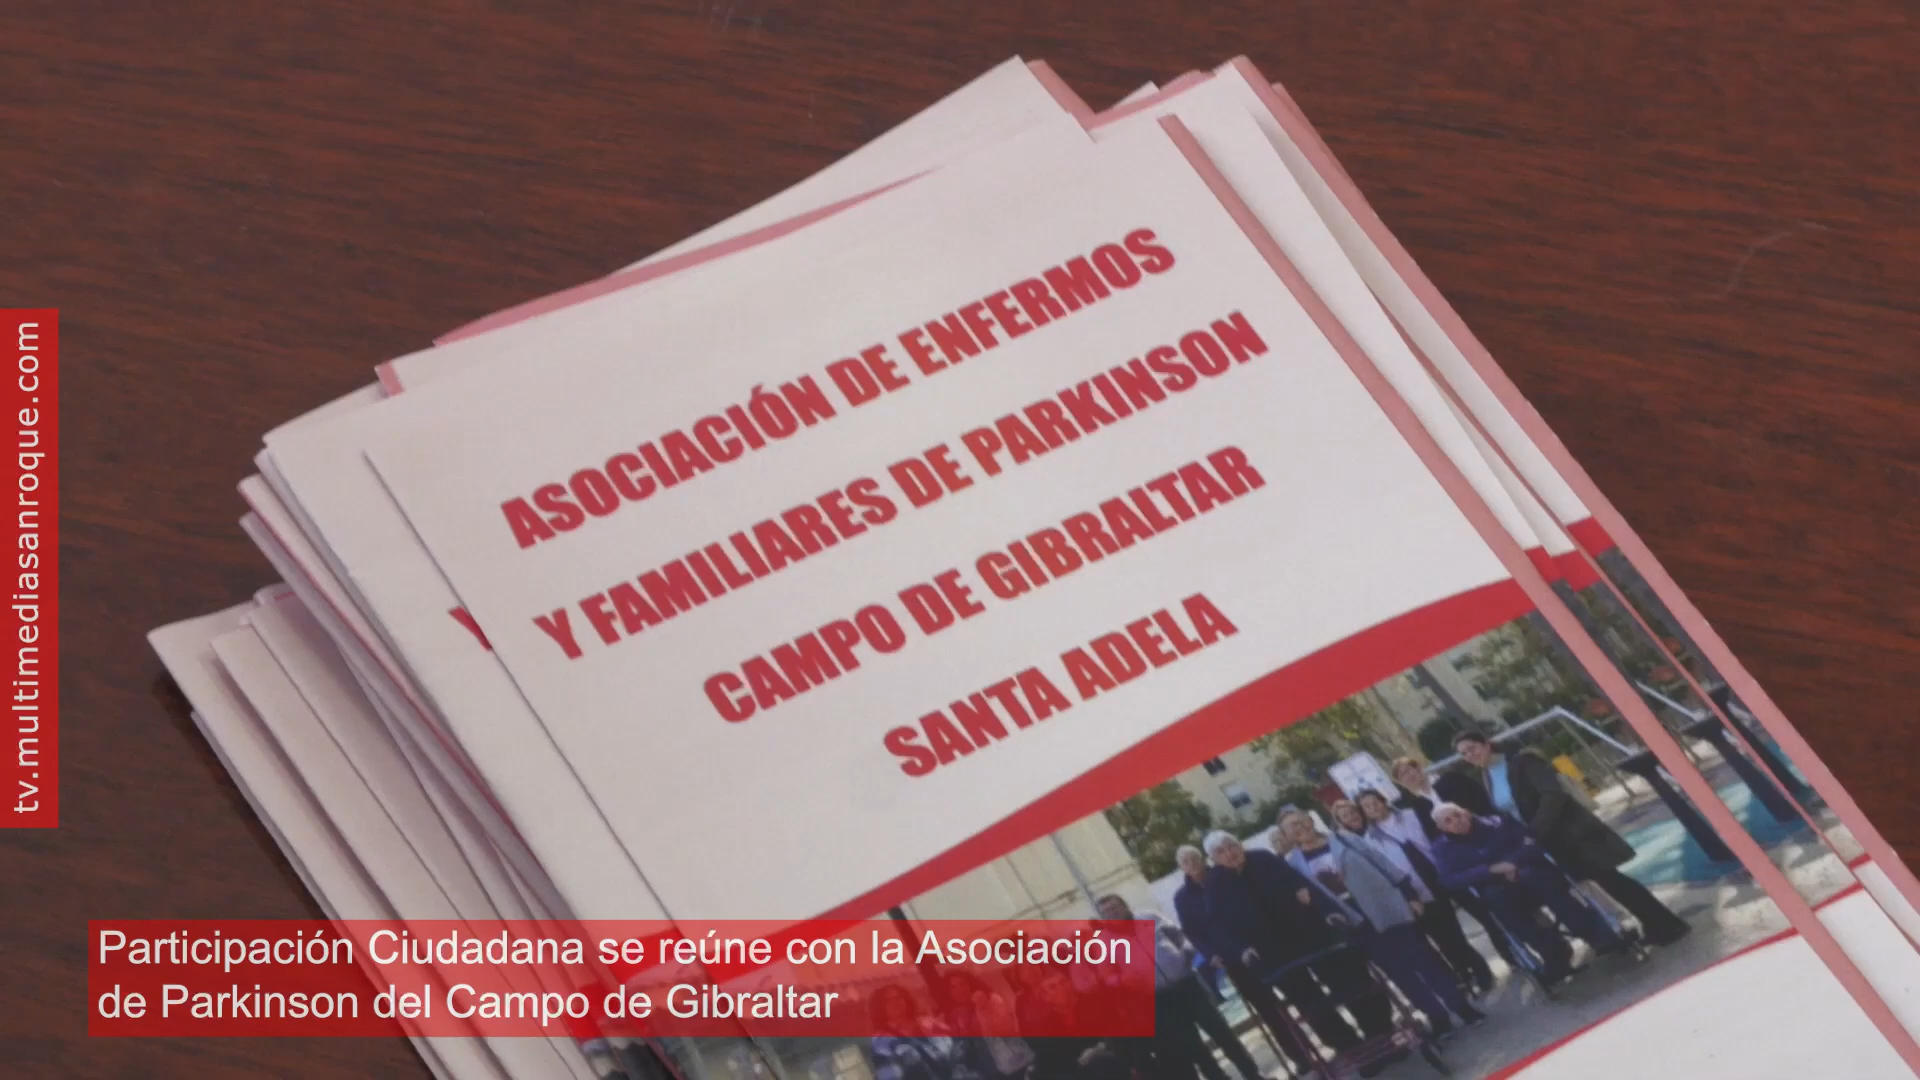 ASOCIACIÓN DE ENFERMOS
Y FAMILIARES DE PARKINSON
CAMPO DE GIBRALTAR
SANTA ADELA
Y
tv.multimediasanroque.com
Participación Ciudadana se reúne con la Asociación
de Parkinson del Campo de Gibraltar